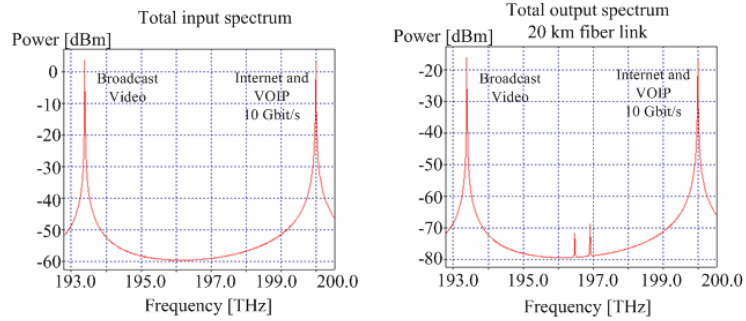 Total input spectrum
Power [dBm]
0
-10
-20
-30
-40
-50
-60
Broadcast
Video
Internet and
VOIP
10 Gbit/s
193.0 195.0 197.0 199.0 200.0
Frequency [THz]
Total output spectrum
20 km fiber link
Power [dBm]
-20
-30
-40
-50
-60
-70
-80
Broadcast
Video
Internet and
VOIP
10 Gbit/s
193.0 195.0 197.0 199.0 200.0
Frequency [THz]